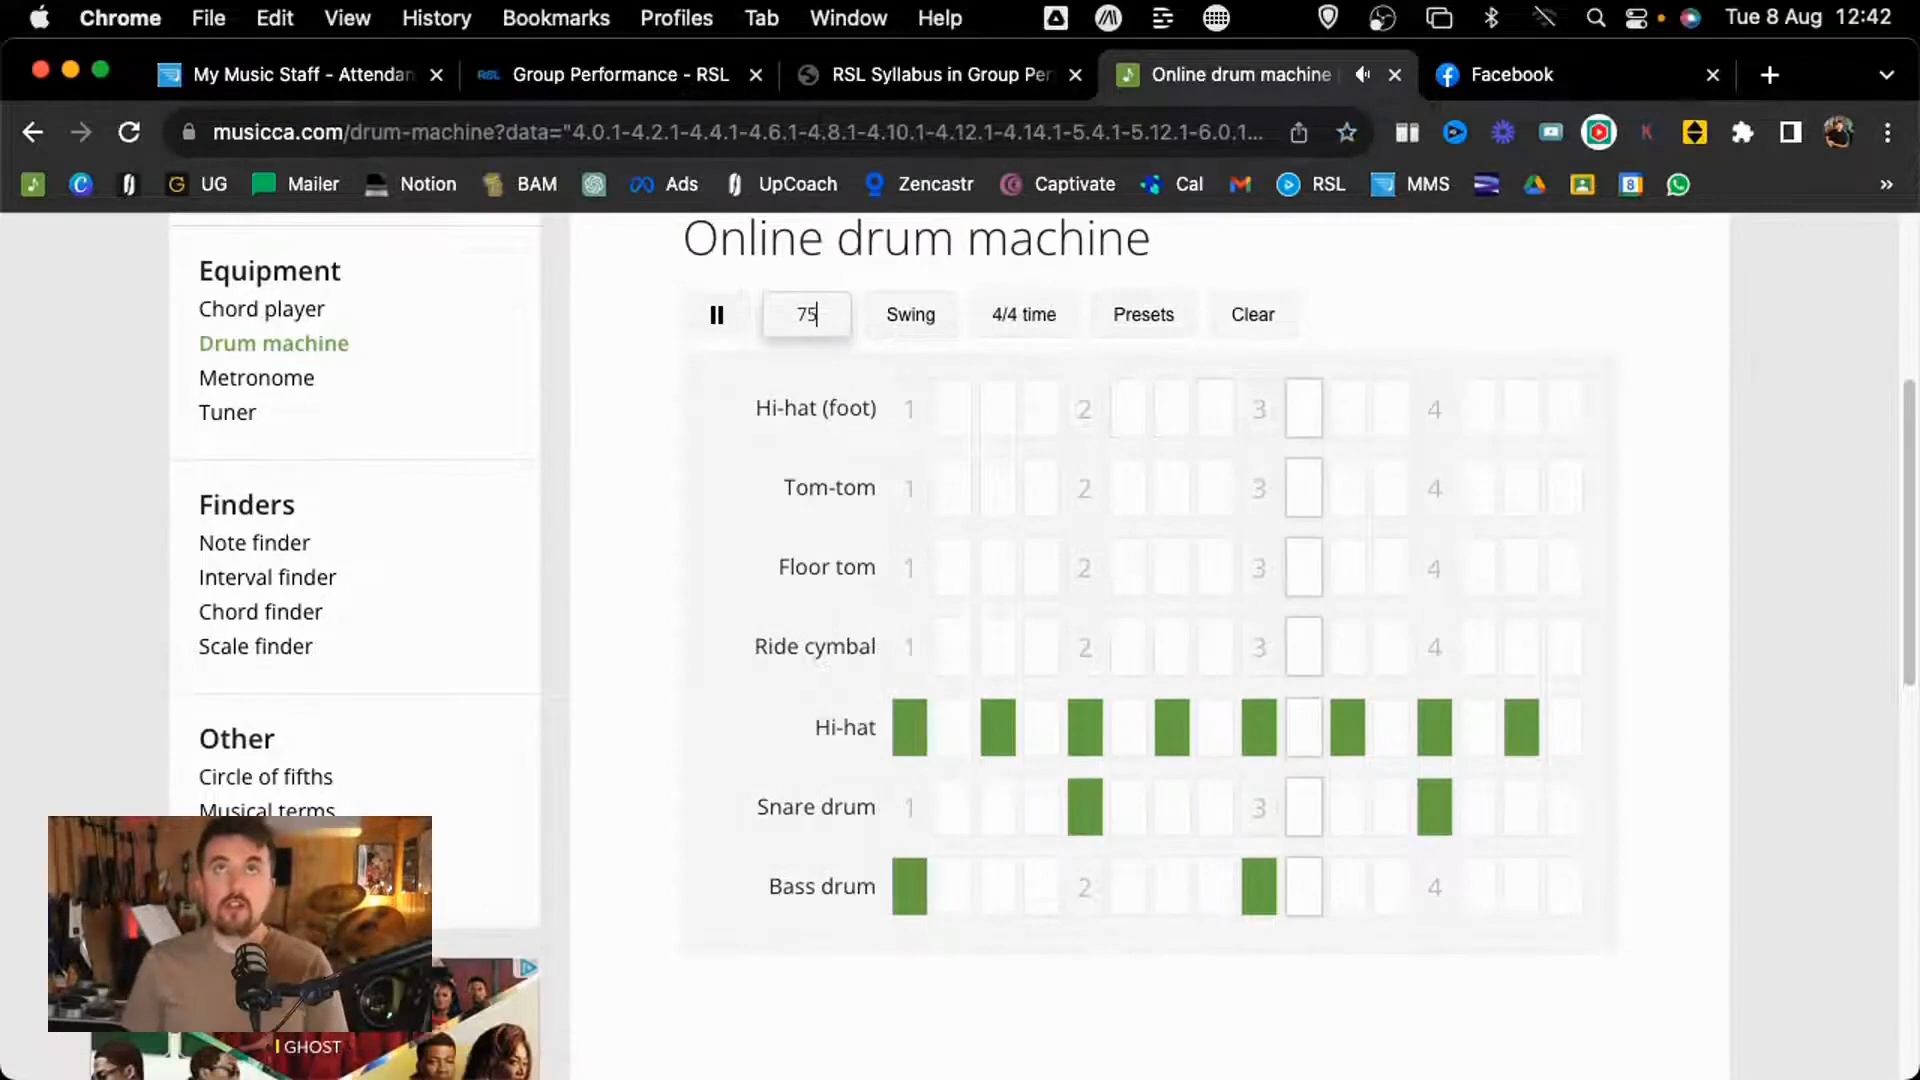 Chrome File Edit View History Bookmarks Profiles Tab Window Help Tue 8 Aug 12:42
My Music Staff - Attendan
Group Performance - RSL
RSL Syllabus in Group Per
Online drum machine
Facebook
musicca.com/drum-machine?data="4.0.1-4.2.1-4.4.1-4.6.1-4.8.1-4.10.1-4.12.1-4.14.1-5.4.1-5.12.1-6.0.1...
UG Mailer Notion BAM Ads UpCoach Zencastr Captivate Cal RSL MMS
Equipment
Chord player
Drum machine
Metronome
Tuner
Finders
Note finder
Interval finder
Chord finder
Scale finder
Other
Circle of fifths
Musical terms
GHOST
Online drum machine
75 Swing 4/4 time Presets Clear
Hi-hat (foot) 1 2 3 4
Tom-tom 1 2 3 4
Floor tom 1 2 3 4
Ride cymbal 1 2 3 4
Hi-hat
Snare drum 1 3
Bass drum 2 4